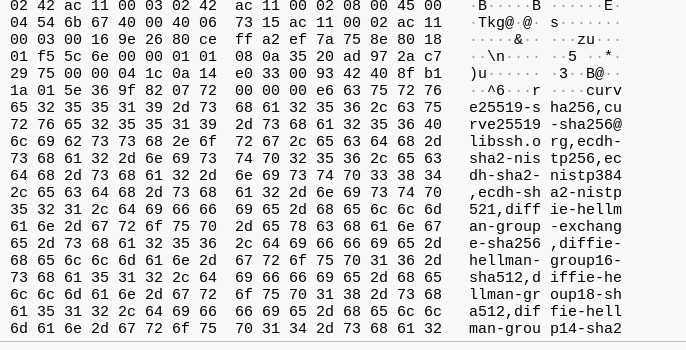 02 42 ac 11 00 03 02 42 ac 11 00 02 08 00 45 00 ·B·····B ······E·
04 54 6b 67 40 00 40 06 73 15 ac 11 00 02 ac 11 ·Tkg@·@· s·······
00 03 00 16 9e 26 80 ce ff a2 ef 7a 75 8e 80 18 ·····&·· ···zu···
01 f5 5c 6e 00 00 01 01 08 0a 35 20 ad 97 2a c7 ··\n···· ··5 ··*·
29 75 00 00 04 1c 0a 14 e0 33 00 93 42 40 8f b1 )u······ ·3··B@··
1a 01 5e 36 9f 82 07 72 00 00 00 e6 63 75 72 76 ··^6···r ····curv
65 32 35 35 31 39 2d 73 68 61 32 35 36 2c 63 75 e25519-s ha256,cu
72 76 65 32 35 35 31 39 2d 73 68 61 32 35 36 40 rve25519 -sha256@
6c 69 62 73 73 68 2e 6f 72 67 2c 65 63 64 68 2d libssh.o rg,ecdh-
73 68 61 32 2d 6e 69 73 74 70 32 35 36 2c 65 63 sha2-nis tp256,ec
64 68 2d 73 68 61 32 2d 6e 69 73 74 70 33 38 34 dh-sha2- nistp384
2c 65 63 64 68 2d 73 68 61 32 2d 6e 69 73 74 70 ,ecdh-sh a2-nistp
35 32 31 2c 64 69 66 66 69 65 2d 68 65 6c 6c 6d 521,diff ie-hellm
61 6e 2d 67 72 6f 75 70 2d 65 78 63 68 61 6e 67 an-group -exchang
65 2d 73 68 61 32 35 36 2c 64 69 66 66 69 65 2d e-sha256 ,diffie-
68 65 6c 6c 6d 61 6e 2d 67 72 6f 75 70 31 36 2d hellman- group16-
73 68 61 35 31 32 2c 64 69 66 66 69 65 2d 68 65 sha512,d iffie-he
6c 6c 6d 61 6e 2d 67 72 6f 75 70 31 38 2d 73 68 llman-gr oup18-sh
61 35 31 32 2c 64 69 66 66 69 65 2d 68 65 6c 6c a512,dif fie-hell
6d 61 6e 2d 67 72 6f 75 70 31 34 2d 73 68 61 32 man-grou p14-sha2